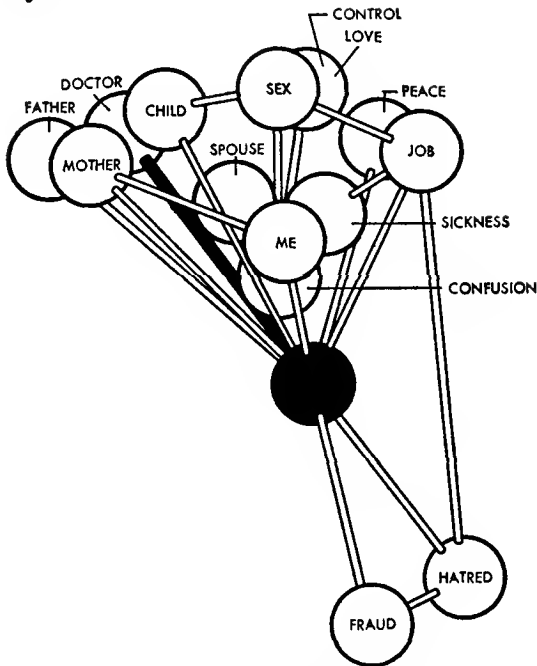 CONTROL
LOVE
SEX
DOCTOR
CHILD
PEACE
FATHER
MOTHER
SPOUSE
JOB
ME
SICKNESS
CONFUSION
HATRED
FRAUD